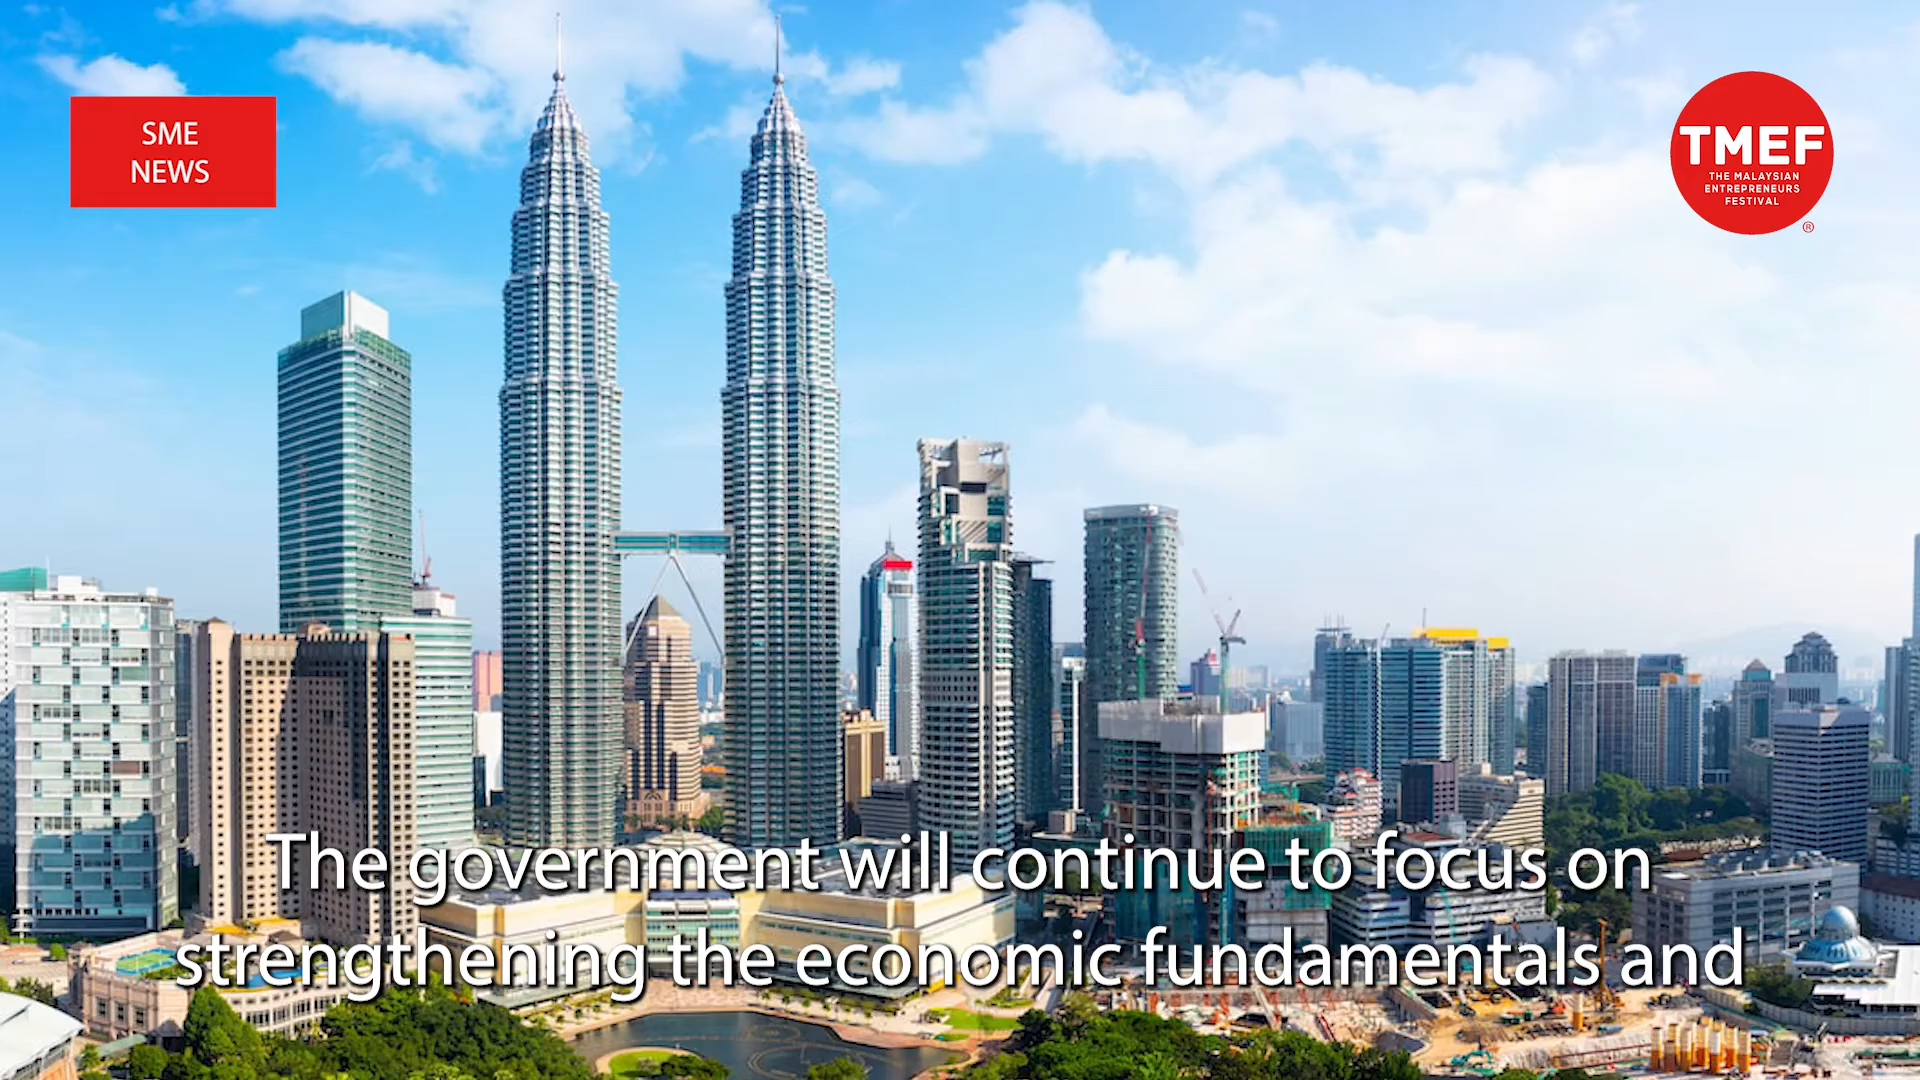 SME
NEWS
TMEF
THE MALAYSIAN
ENTREPRENEURS
FESTIVAL
®
The government will continue to focus on
strengthening the economic fundamentals and